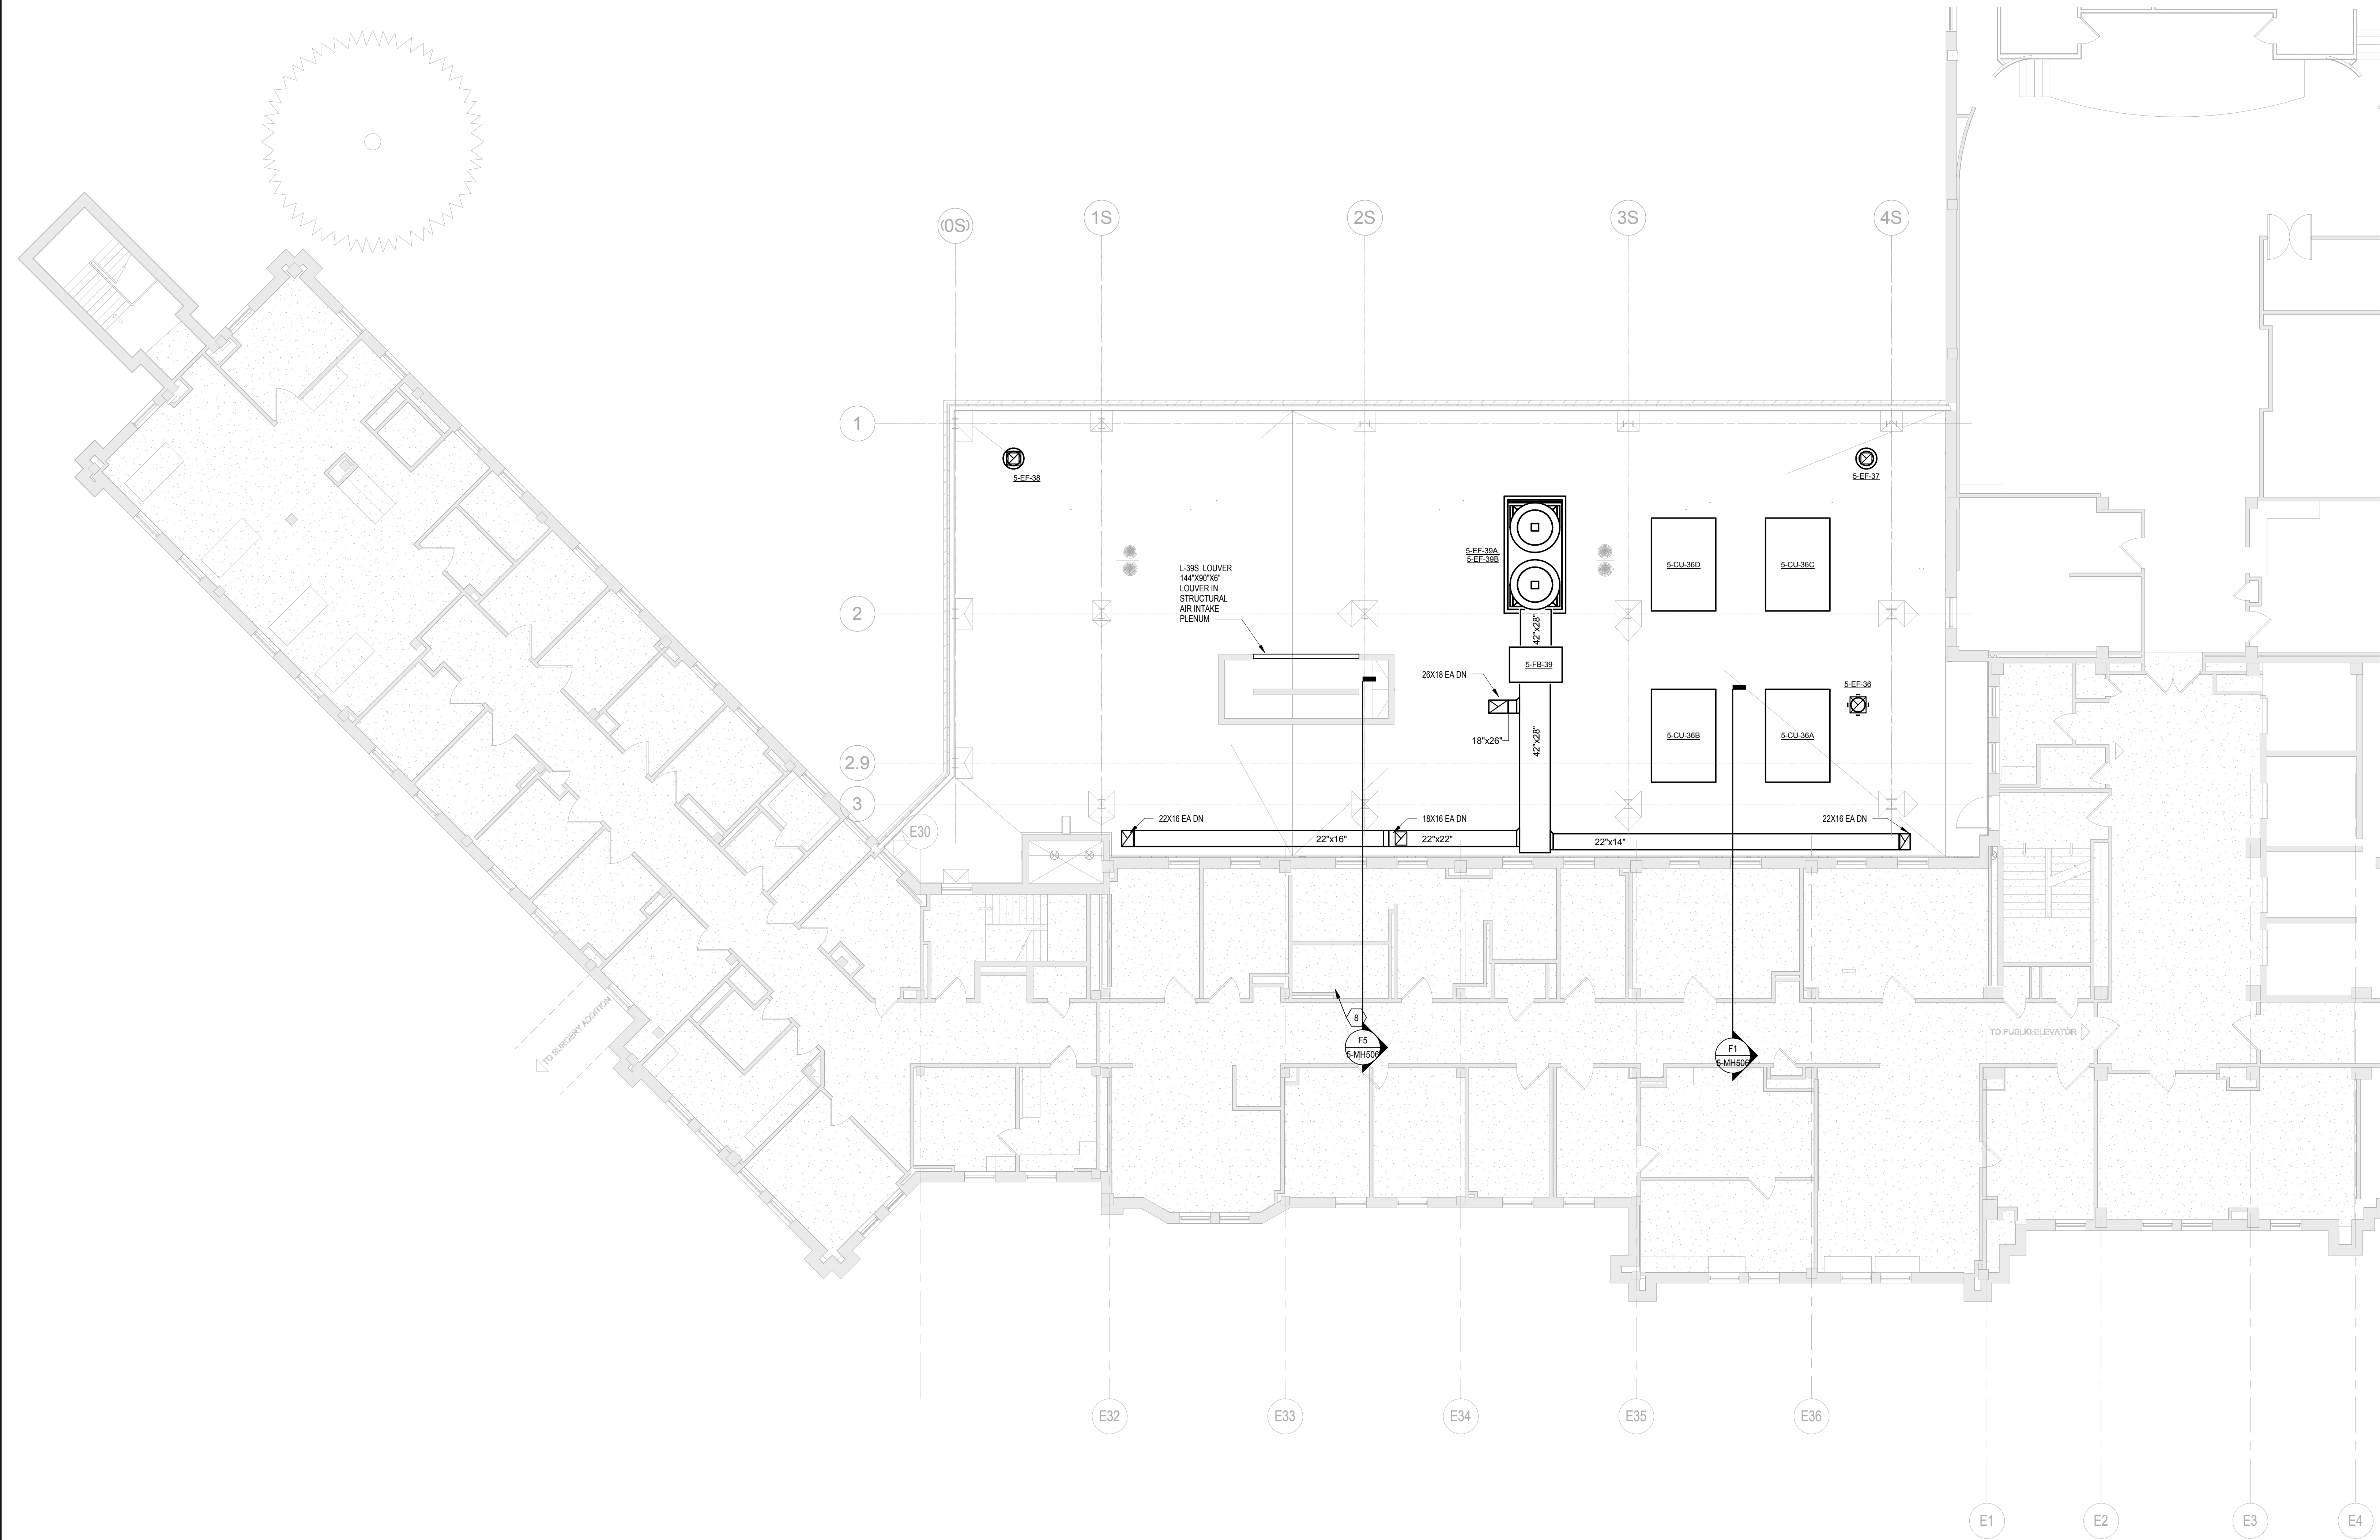 (0S)
1S
2S
3S
4S
1
5-EF-38
5-EF-37
5-EF-39A,
5-EF-39B
5-CU-36D
5-CU-36C
L-39S LOUVER
144"X90"X6"
LOUVER IN
STRUCTURAL
AIR INTAKE
PLENUM
2
42"x28"
5-FB-39
26X18 EA DN
5-EF-36
18"x26"
42"x28"
5-CU-36B
5-CU-36A
2.9
3
E30
22X16 EA DN
18X16 EA DN
22X16 EA DN
22"x16"
22"x22"
22"x14"
TO SURGERY ADDITION
8
F5
5-MH506
F1
5-MH506
TO PUBLIC ELEVATOR
E32
E33
E34
E35
E36
E1
E2
E3
E4